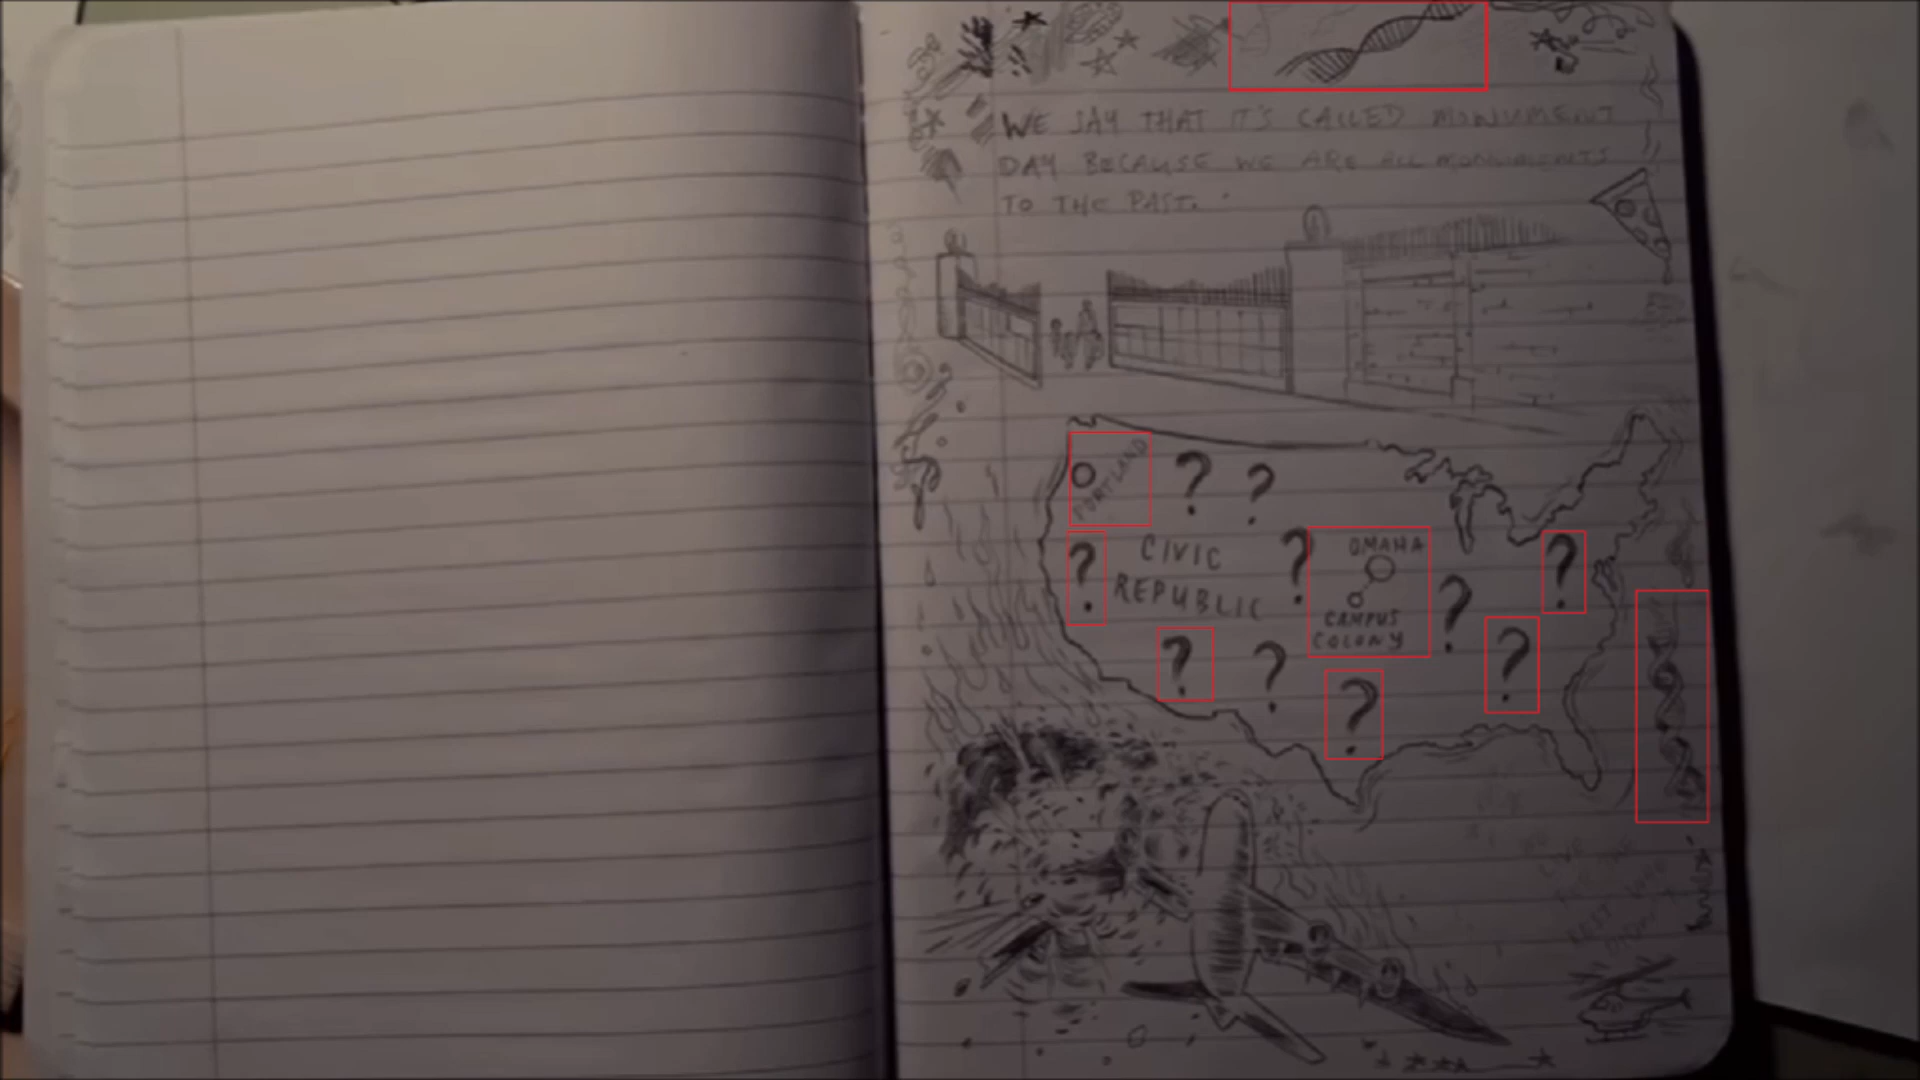 WE SAY THAT IT'S CALLED MONUMENT
DAY BECAUSE WE ARE ALL MONUMENTS
TO THE PAST.
PORTLAND
? ?
? CIVIC
REPUBLIC
? OMAHA
CAMPUS
COLONY
? ?
? ? ? ?